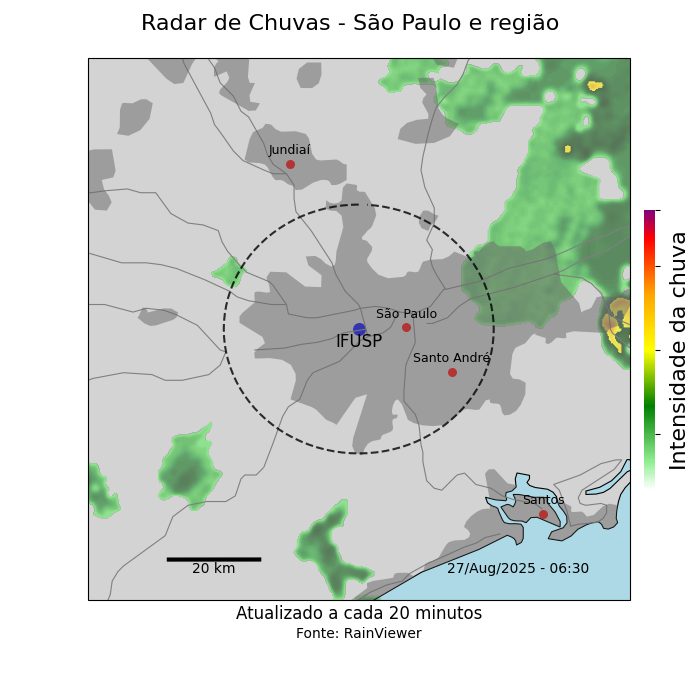 Radar de Chuvas - São Paulo e região
Jundiaí
São Paulo
IFUSP
Santo André
Santos
20 km
27/Aug/2025 - 06:30
Intensidade da chuva
Atualizado a cada 20 minutos
Fonte: RainViewer